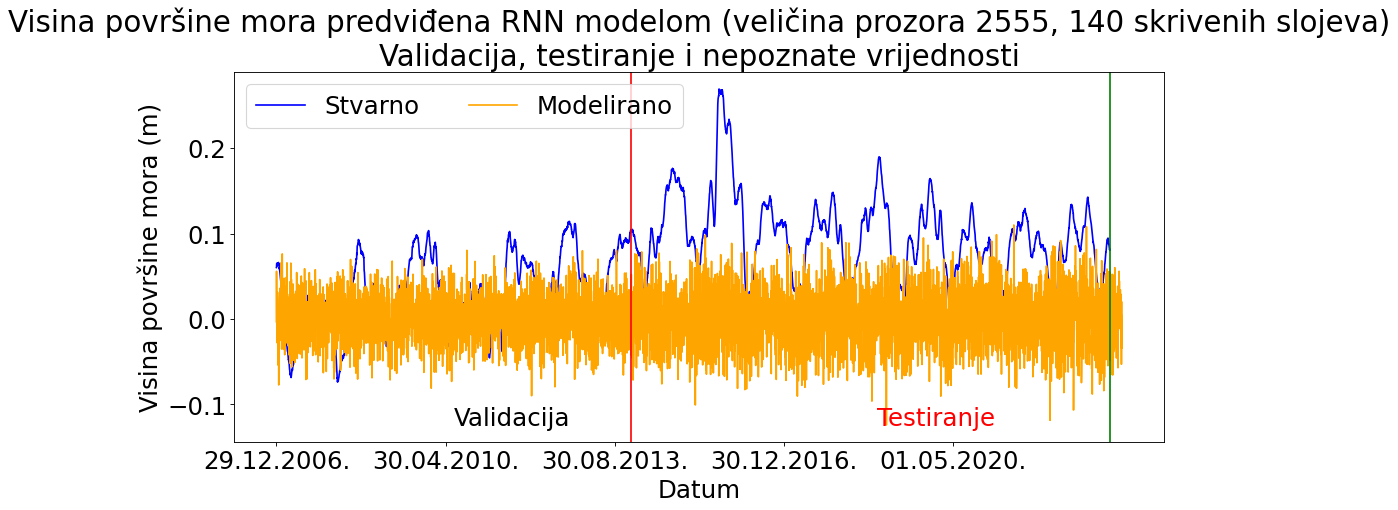 Visina površine mora predviđena RNN modelom (veličina prozora 2555, 140 skrivenih slojeva)
Validacija, testiranje i nepoznate vrijednosti
Stvarno Modelirano
Visina površine mora (m)
0.2
0.1
0.0
−0.1
Validacija Testiranje
29.12.2006. 30.04.2010. 30.08.2013. 30.12.2016. 01.05.2020.
Datum